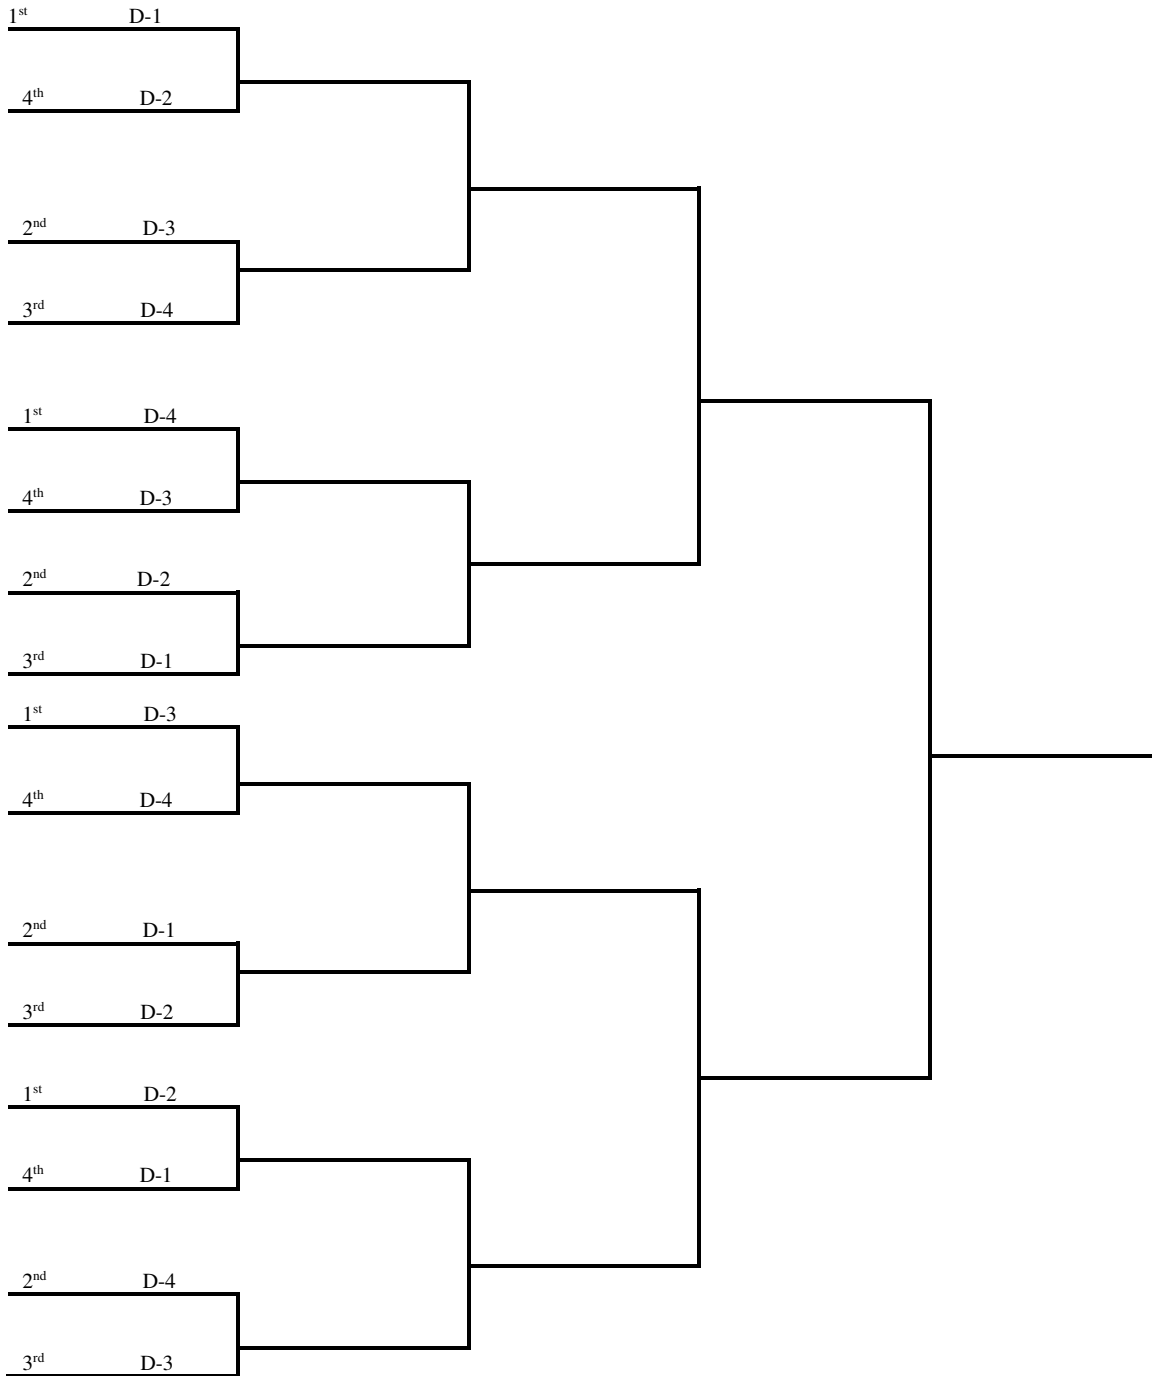 1st D-1
4th D-2
2nd D-3
3rd D-4
1st D-4
4th D-3
2nd D-2
3rd D-1
1st D-3
4th D-4
2nd D-1
3rd D-2
1st D-2
4th D-1
2nd D-4
3rd D-3